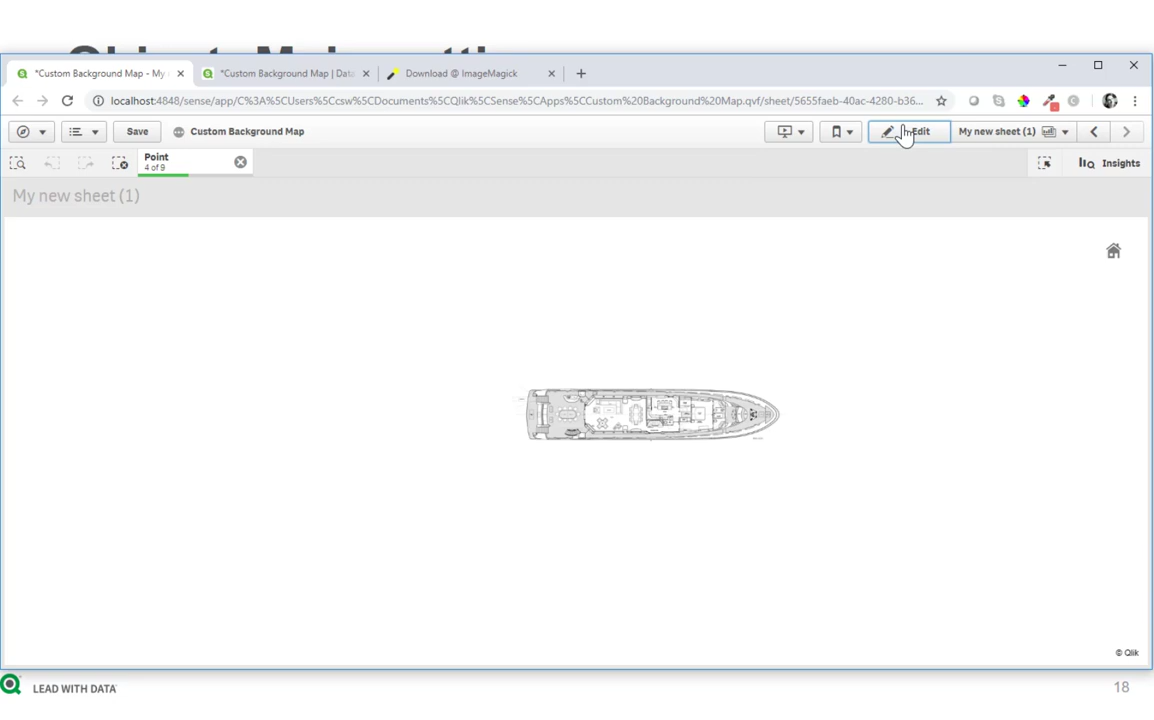 *Custom Background Map - My
*Custom Background Map | Data
Download @ ImageMagick
localhost:4848/sense/app/C%3A%5CUsers%5Ccsw%5CDocuments%5CQlik%5CSense%5CApps%5CCustom%20Background%20Map.qvf/sheet/5655faeb-40ac-4280-b36...
Save
Custom Background Map
Edit
My new sheet (1)
Point
4 of 9
Insights
My new sheet (1)
© Qlik
LEAD WITH DATA
18